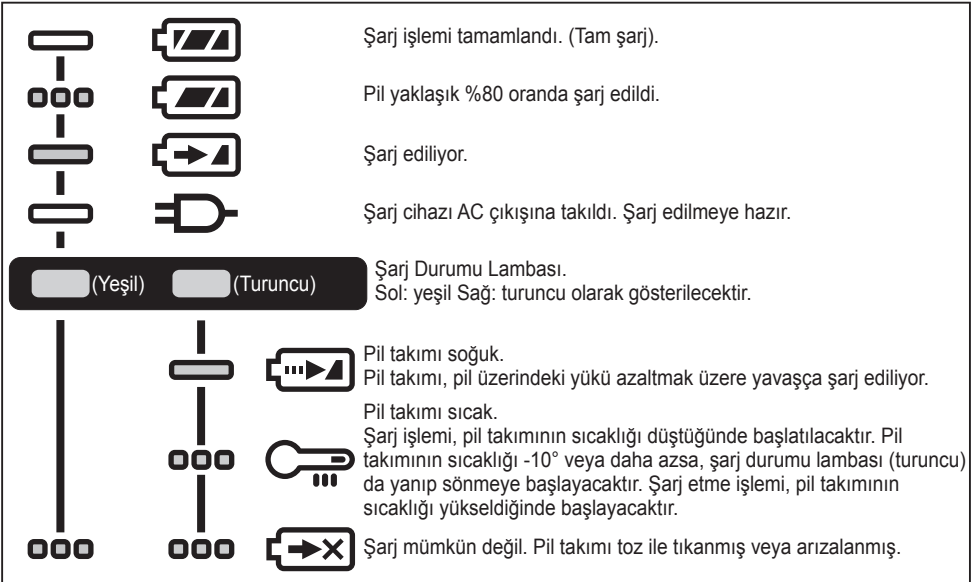 Şarj işlemi tamamlandı. (Tam şarj).
Pil yaklaşık %80 oranda şarj edildi.
Şarj ediliyor.
Şarj cihazı AC çıkışına takıldı. Şarj edilmeye hazır.
(Yeşil) (Turuncu)
Şarj Durumu Lambası.
Sol: yeşil Sağ: turuncu olarak gösterilecektir.
Pil takımı soğuk.
Pil takımı, pil üzerindeki yükü azaltmak üzere yavaşça şarj ediliyor.
Pil takımı sıcak.
Şarj işlemi, pil takımının sıcaklığı düştüğünde başlatılacaktır. Pil
takımının sıcaklığı -10° veya daha azsa, şarj durumu lambası (turuncu)
da yanıp sönmeye başlayacaktır. Şarj etme işlemi, pil takımının
sıcaklığı yükseldiğinde başlayacaktır.
Şarj mümkün değil. Pil takımı toz ile tıkanmış veya arızalanmış.